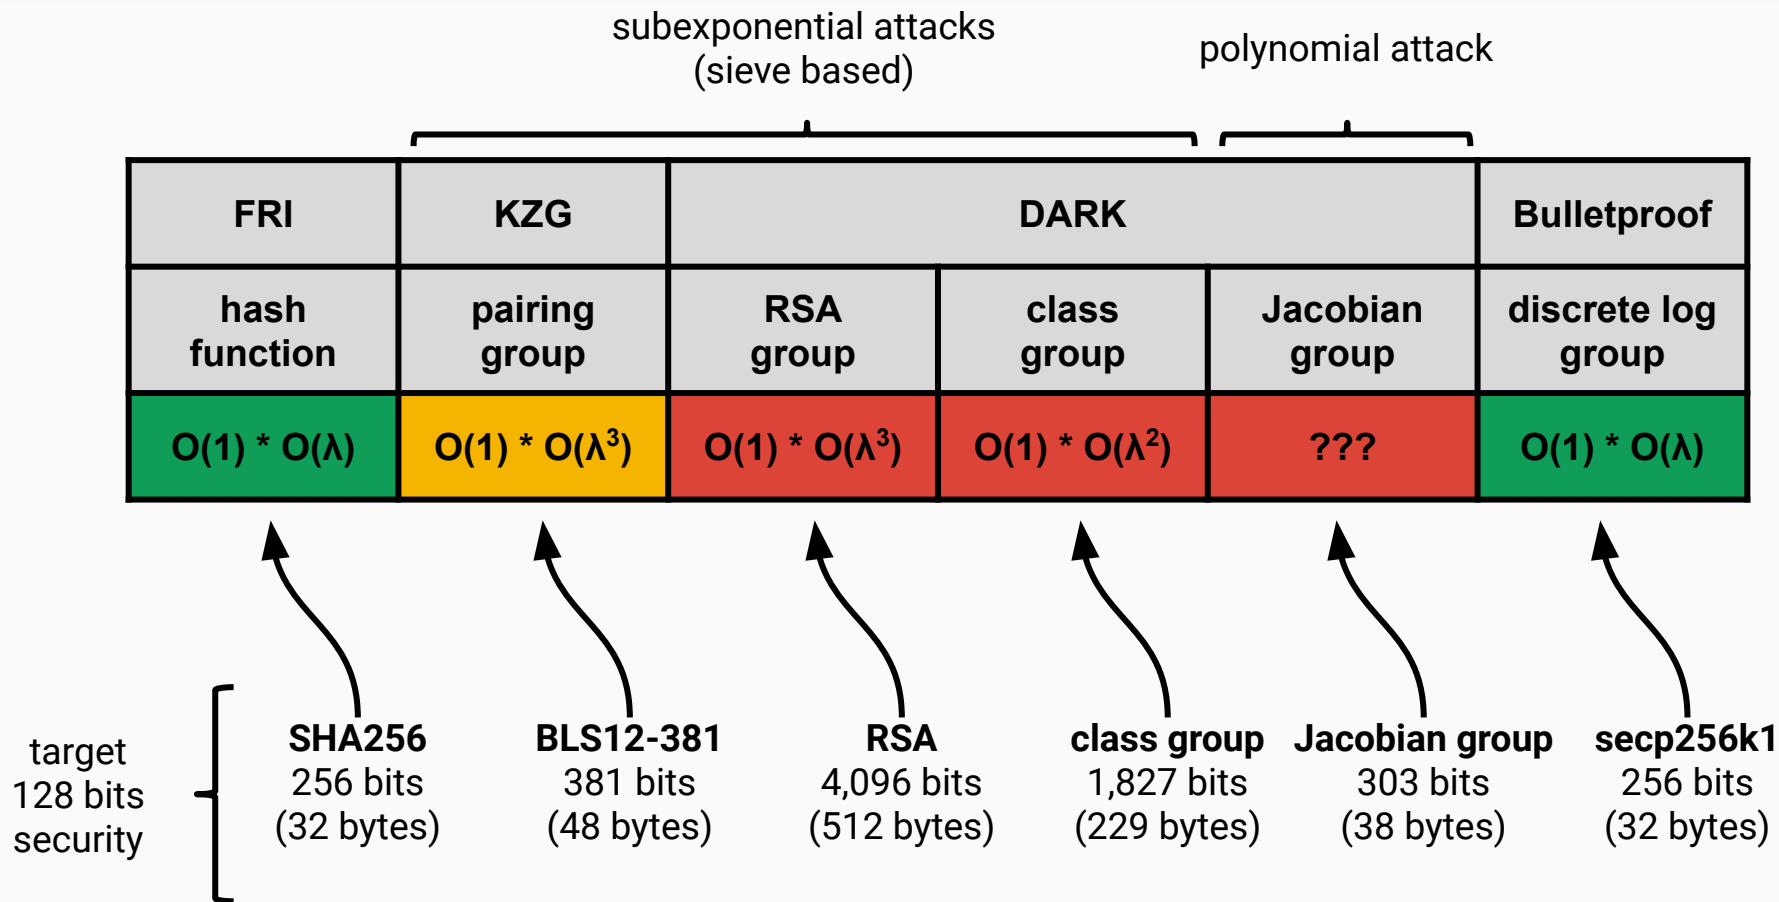 subexponential attacks
(sieve based)
polynomial attack
FRI
KZG
DARK
Bulletproof
hash
function
pairing
group
RSA
group
class
group
Jacobian
group
discrete log
group
O(1) * O(λ)
O(1) * O(λ³)
O(1) * O(λ³)
O(1) * O(λ²)
???
O(1) * O(λ)
target
128 bits
security
SHA256
256 bits
(32 bytes)
BLS12-381
381 bits
(48 bytes)
RSA
4,096 bits
(512 bytes)
class group
1,827 bits
(229 bytes)
Jacobian group
303 bits
(38 bytes)
secp256k1
256 bits
(32 bytes)